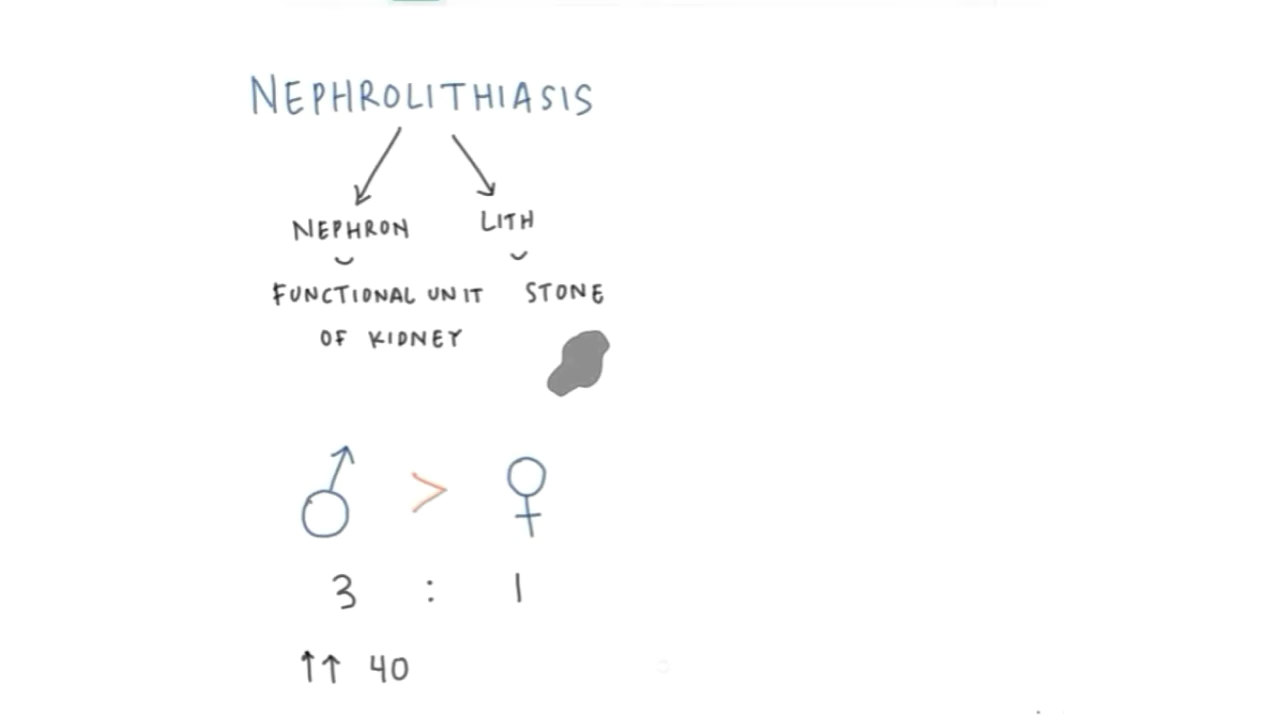 NEPHROLITHIASIS
NEPHRON LITH
FUNCTIONAL UNIT STONE
OF KIDNEY
♂ > ♀
3 : 1
↑↑ 40